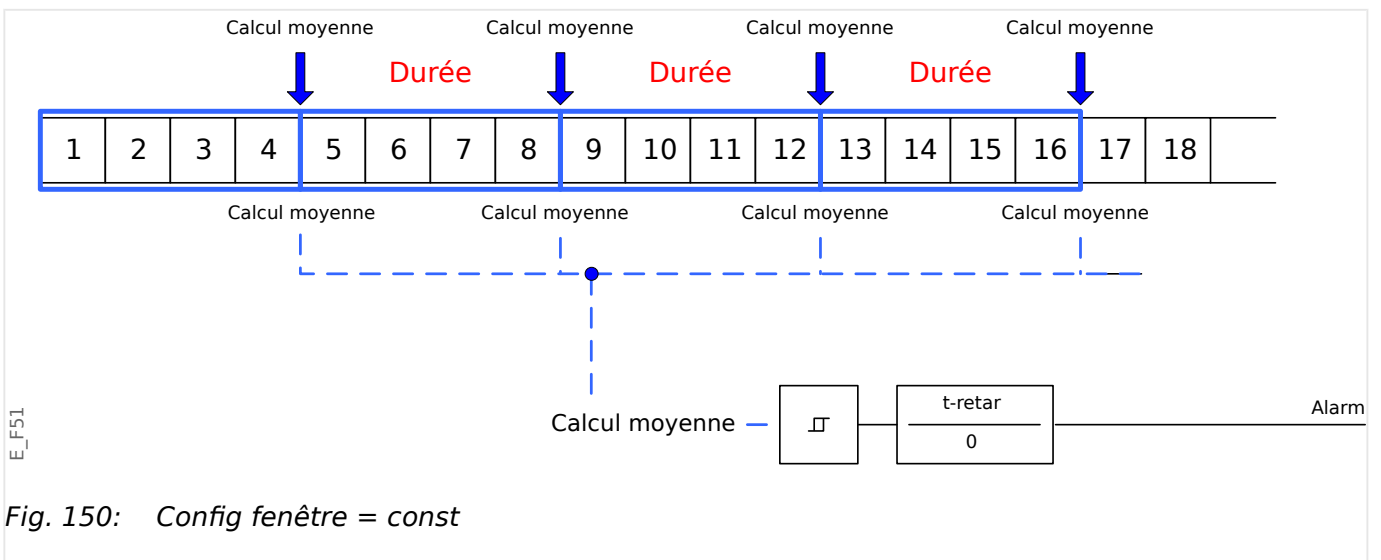 Calcul moyenne Calcul moyenne Calcul moyenne Calcul moyenne
Durée Durée Durée
1 2 3 4 5 6 7 8 9 10 11 12 13 14 15 16 17 18
Calcul moyenne Calcul moyenne Calcul moyenne Calcul moyenne
t-retar
Calcul moyenne
0
Alarm
E_F51
Fig. 150: Config fenêtre = const